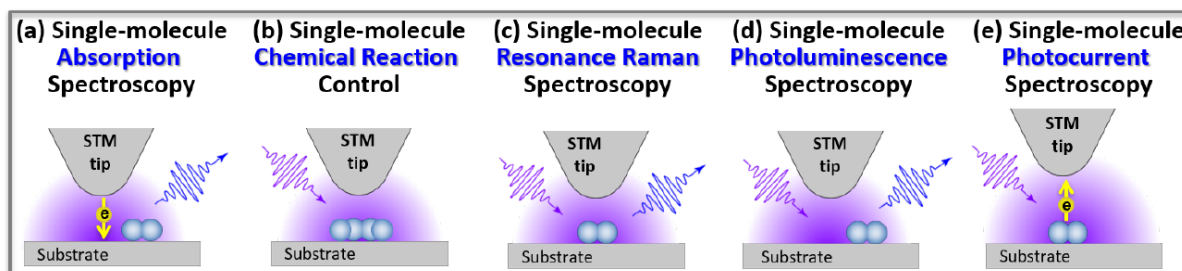 (a) Single-molecule
Absorption
Spectroscopy
STM
tip
e
Substrate
(b) Single-molecule
Chemical Reaction
Control
STM
tip
Substrate
(c) Single-molecule
Resonance Raman
Spectroscopy
STM
tip
Substrate
(d) Single-molecule
Photoluminescence
Spectroscopy
STM
tip
Substrate
(e) Single-molecule
Photocurrent
Spectroscopy
STM
tip
e
Substrate